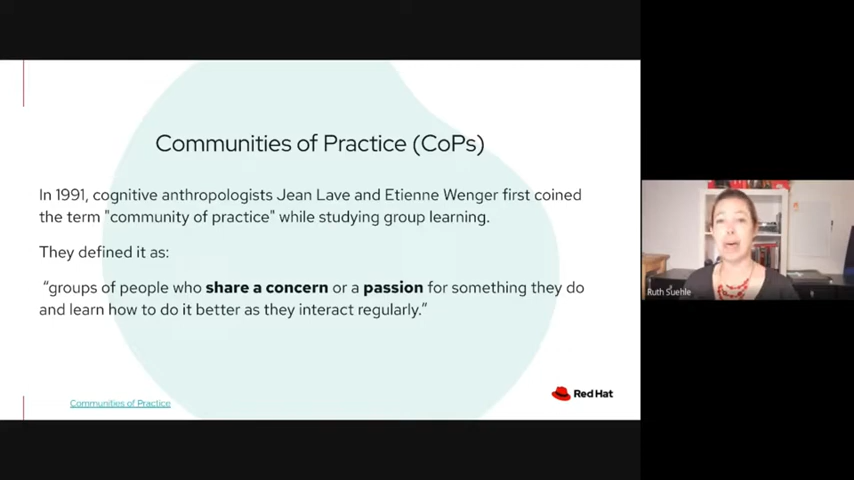 Communities of Practice (CoPs)
In 1991, cognitive anthropologists Jean Lave and Etienne Wenger first coined
the term "community of practice" while studying group learning.
They defined it as:
“groups of people who share a concern or a passion for something they do
and learn how to do it better as they interact regularly.”
Communities of Practice
Red Hat
Ruth Suehle